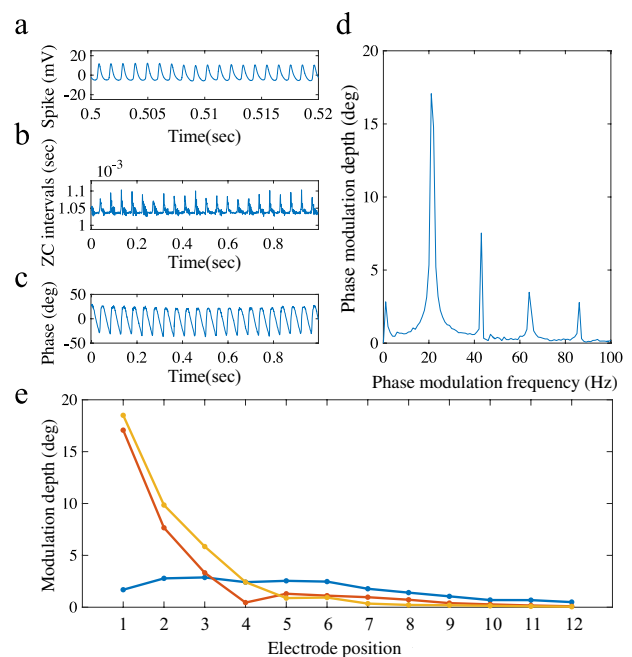 a
Spike (mV)
20
0
-20
0.5 0.505 0.51 0.515 0.52
Time(sec)
b
ZC intervals (sec)
10-3
1.1
1.05
1
0 0.2 0.4 0.6 0.8
Time(sec)
c
Phase (deg)
50
0
-50
0 0.2 0.4 0.6 0.8
Time(sec)
d
Phase modulation depth (deg)
20
15
10
5
0
0 20 40 60 80 100
Phase modulation frequency (Hz)
e
Modulation depth (deg)
20
15
10
5
0
1 2 3 4 5 6 7 8 9 10 11 12
Electrode position